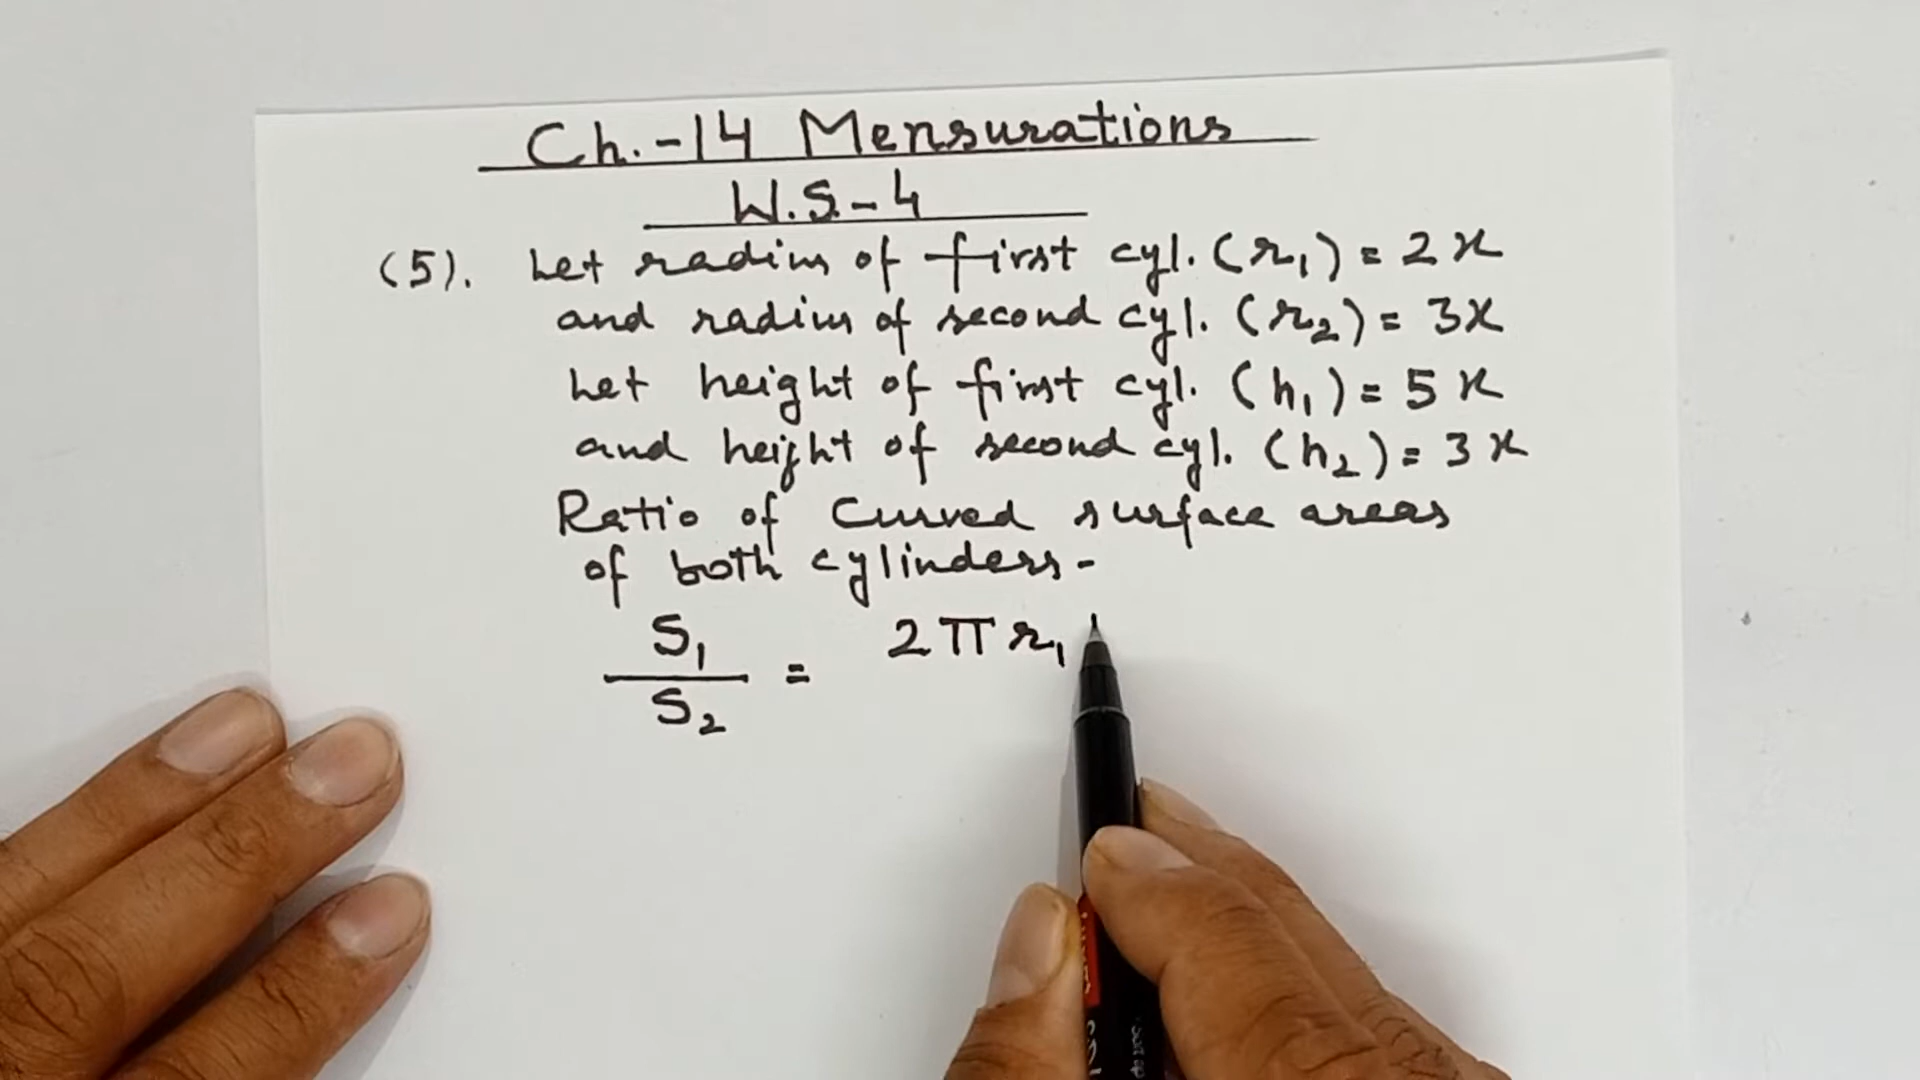 Ch.-14 Mensurations
W.S.-4
(5). Let radius of first cyl. (r₁) = 2x
and radius of second cyl. (r₂) = 3x
Let height of first cyl. (h₁) = 5x
and height of second cyl. (h₂) = 3x
Ratio of Curved surface areas
of both cylinders-
S₁/S₂ = 2πr₁